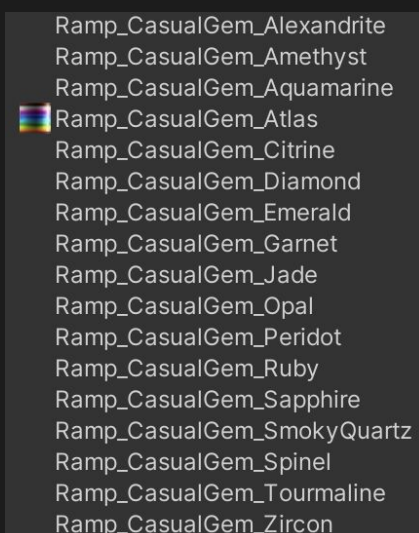 Ramp_CasualGem_Alexandrite
Ramp_CasualGem_Amethyst
Ramp_CasualGem_Aquamarine
Ramp_CasualGem_Atlas
Ramp_CasualGem_Citrine
Ramp_CasualGem_Diamond
Ramp_CasualGem_Emerald
Ramp_CasualGem_Garnet
Ramp_CasualGem_Jade
Ramp_CasualGem_Opal
Ramp_CasualGem_Peridot
Ramp_CasualGem_Ruby
Ramp_CasualGem_Sapphire
Ramp_CasualGem_SmokyQuartz
Ramp_CasualGem_Spinel
Ramp_CasualGem_Tourmaline
Ramp_CasualGem_Zircon